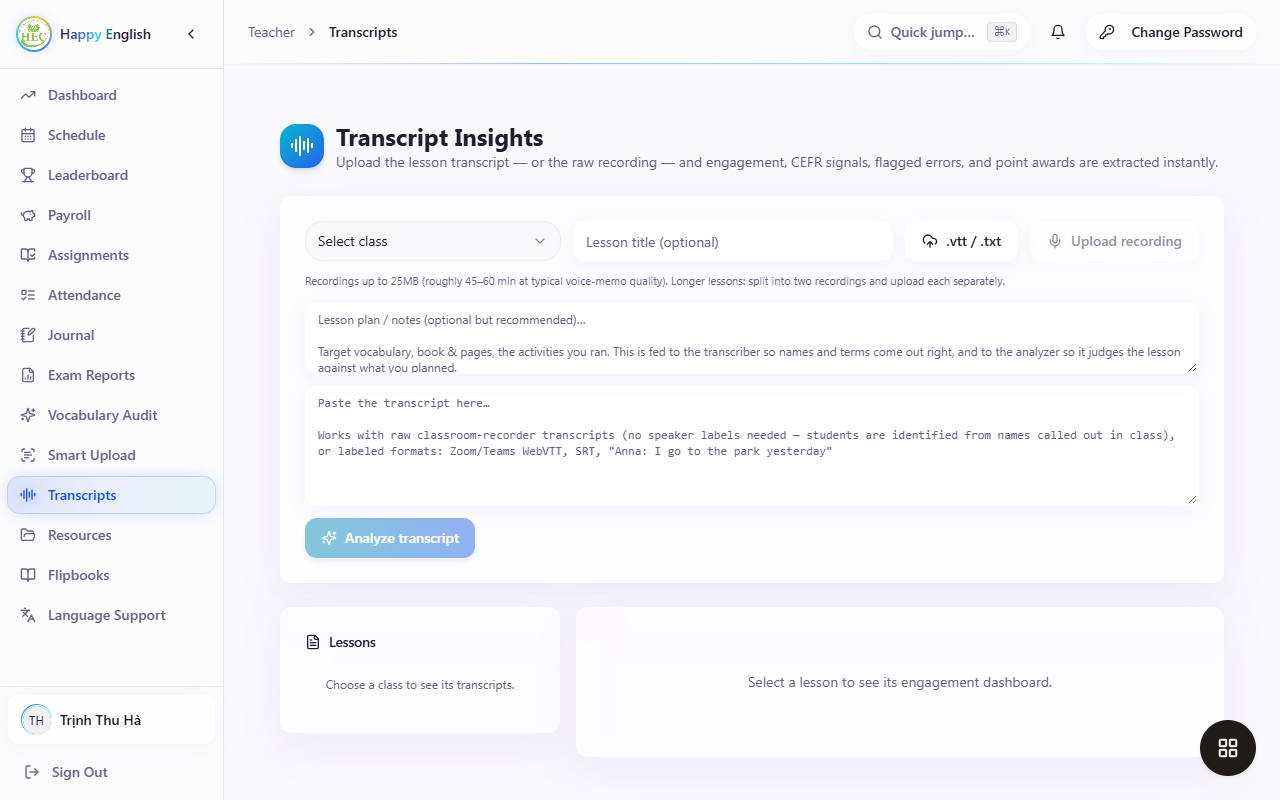 HEC
Happy English
Teacher
Transcripts
Quick jump...
⌘K
Change Password
Dashboard
Schedule
Leaderboard
Payroll
Assignments
Attendance
Journal
Exam Reports
Vocabulary Audit
Smart Upload
Transcripts
Resources
Flipbooks
Language Support
TH
Trịnh Thu Hà
Sign Out
Transcript Insights
Upload the lesson transcript — or the raw recording — and engagement, CEFR signals, flagged errors, and point awards are extracted instantly.
Select class
Lesson title (optional)
.vtt / .txt
Upload recording
Recordings up to 25MB (roughly 45–60 min at typical voice-memo quality). Longer lessons: split into two recordings and upload each separately.
Lesson plan / notes (optional but recommended)...
Target vocabulary, book & pages, the activities you ran. This is fed to the transcriber so names and terms come out right, and to the analyzer so it judges the lesson
against what you planned.
Paste the transcript here…
Works with raw classroom-recorder transcripts (no speaker labels needed — students are identified from names called out in class),
or labeled formats: Zoom/Teams WebVTT, SRT, "Anna: I go to the park yesterday"
Analyze transcript
Lessons
Choose a class to see its transcripts.
Select a lesson to see its engagement dashboard.